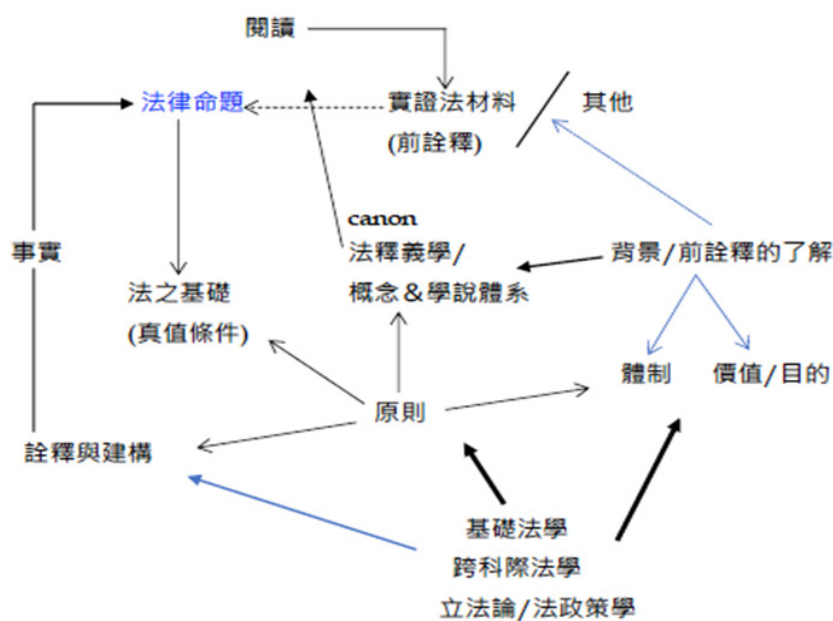 閱讀
法律命題
實證法材料
(前詮釋)
其他
canon
事實
法釋義學/
概念＆學說體系
背景/前詮釋的了解
法之基礎
(真值條件)
體制
價值/目的
原則
詮釋與建構
基礎法學
跨科際法學
立法論/法政策學